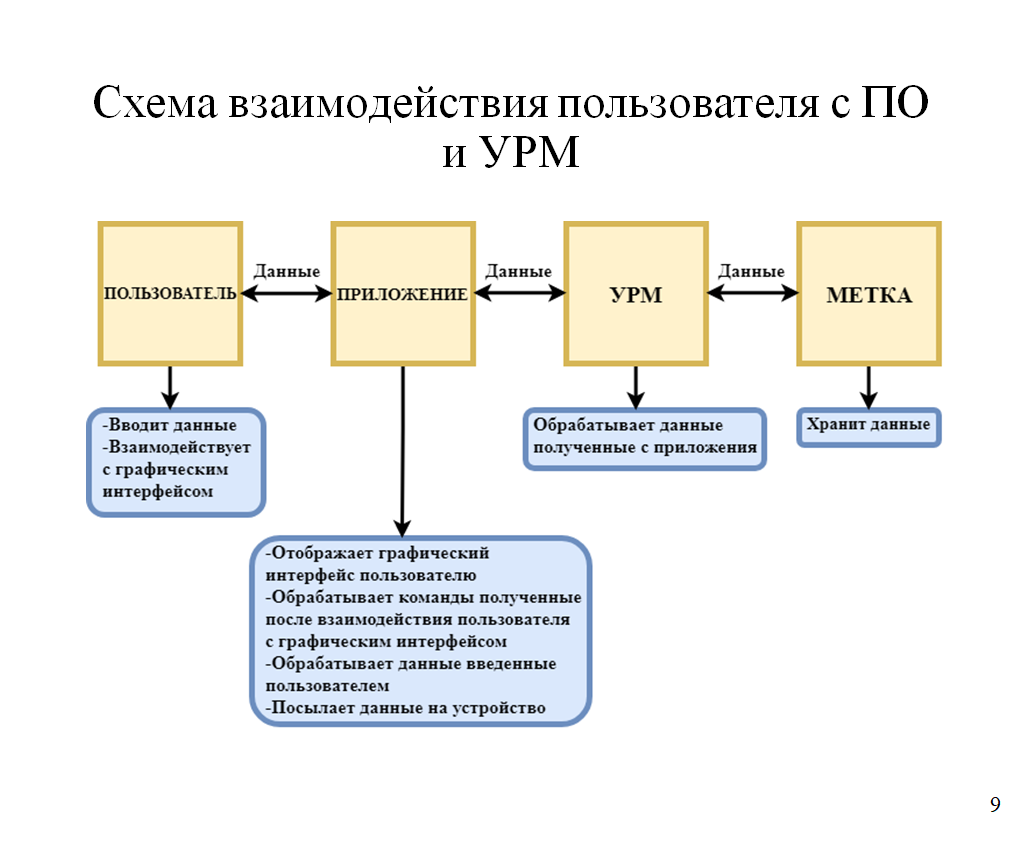 Схема взаимодействия пользователя с ПО
и УРМ
ПОЛЬЗОВАТЕЛЬ
Данные
ПРИЛОЖЕНИЕ
Данные
УРМ
Данные
МЕТКА
-Вводит данные
-Взаимодействует
с графическим
интерфейсом
Обрабатывает данные
полученные с приложения
Хранит данные
-Отображает графический
интерфейс пользователю
-Обрабатывает команды полученные
после взаимодействия пользователя
с графическим интерфейсом
-Обрабатывает данные введенные
пользователем
-Посылает данные на устройство
9